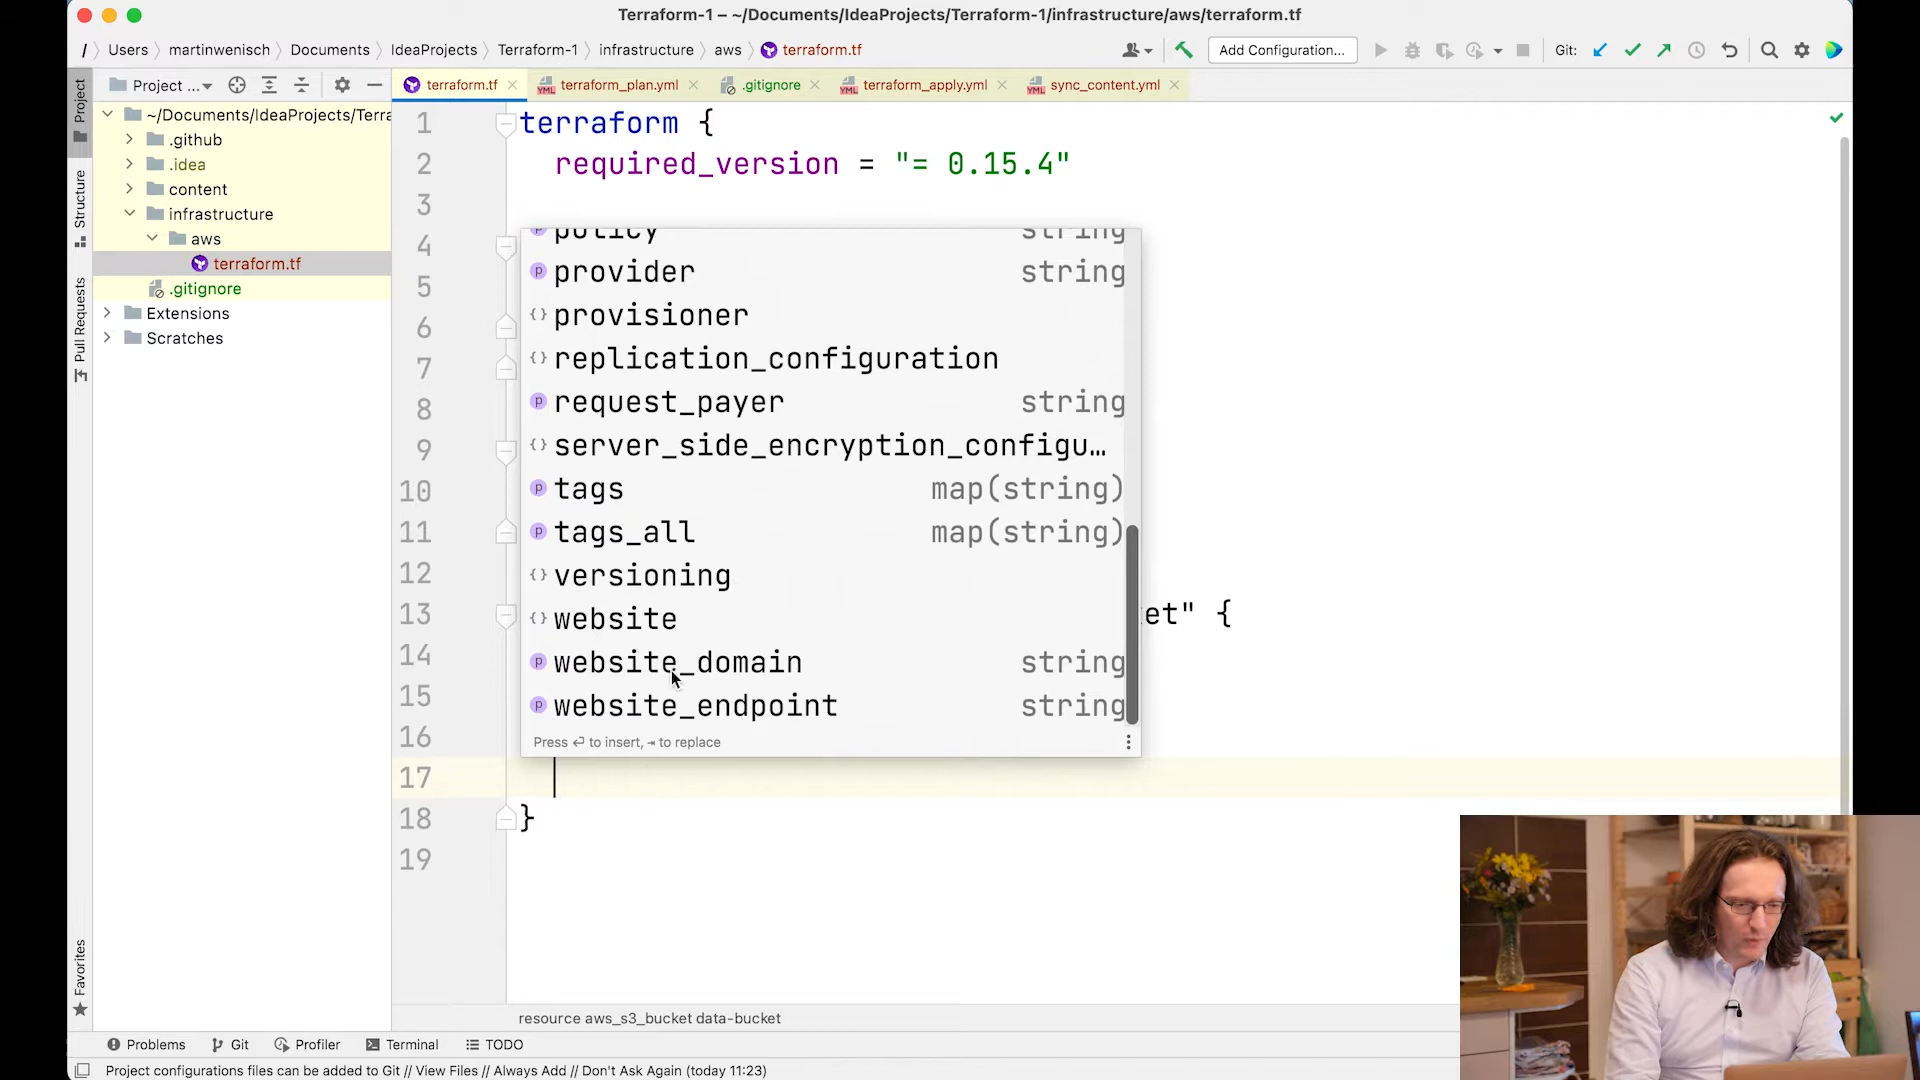 Terraform-1 – ~/Documents/IdeaProjects/Terraform-1/infrastructure/aws/terraform.tf
/ Users martinwenisch Documents IdeaProjects Terraform-1 infrastructure aws terraform.tf
Add Configuration...
Git:
Project
Structure
Pull Requests
Favorites
Project ...
~/Documents/IdeaProjects/Terra
.github
.idea
content
infrastructure
aws
terraform.tf
.gitignore
Extensions
Scratches
terraform.tf terraform_plan.yml .gitignore terraform_apply.yml sync_content.yml
1 terraform {
2 required_version = "= 0.15.4"
3
4
5
6
7
8
9
10
11
12
13 et" {
14
15
16
17
18 }
19
policy string
provider string
provisioner
replication_configuration
request_payer string
server_side_encryption_configu…
tags map(string)
tags_all map(string)
versioning
website
website_domain string
website_endpoint string
Press ↵ to insert, ⇥ to replace
resource aws_s3_bucket data-bucket
Problems Git Profiler Terminal TODO
Project configurations files can be added to Git // View Files // Always Add // Don't Ask Again (today 11:23)